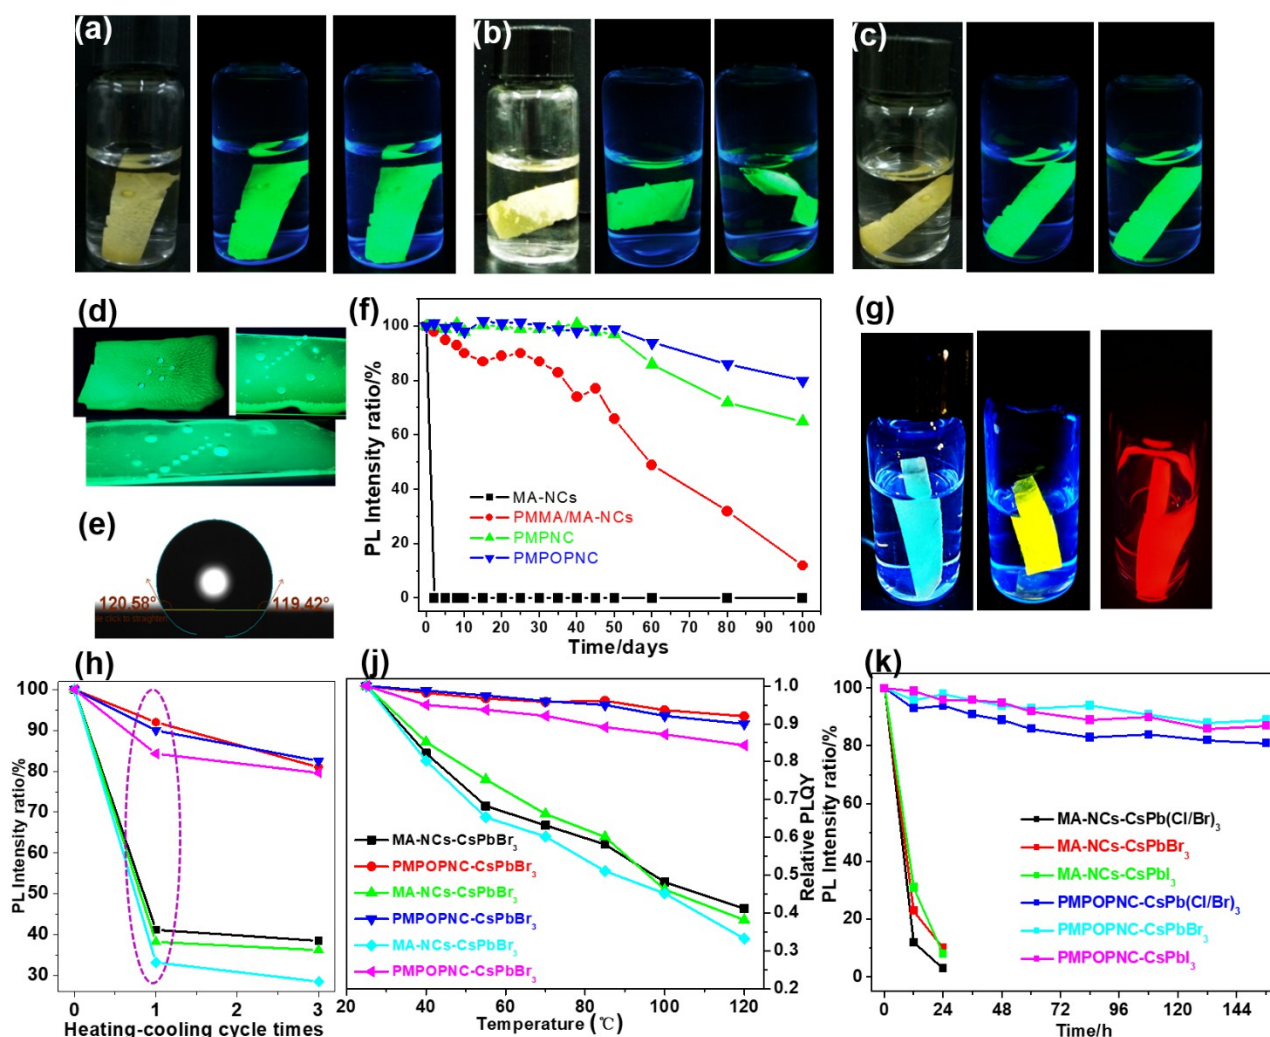 (a)
(b)
(c)
(d)
(e)
120.58°
119.42°
(f)
PL Intensity ratio/%
100
80
60
40
20
0
MA-NCs
PMMA/MA-NCs
PMPNC
PMPOPNC
0 10 20 30 40 50 60 70 80 90 100
Time/days
(g)
(h)
PL Intensity ratio/%
100
90
80
70
60
50
40
30
0 1 2 3
Heating-cooling cycle times
(j)
MA-NCs-CsPbBr3
PMPOPNC-CsPbBr3
MA-NCs-CsPbBr3
PMPOPNC-CsPbBr3
MA-NCs-CsPbBr3
PMPOPNC-CsPbBr3
20 40 60 80 100 120
Temperature (℃)
1.0
0.9
0.8
0.7
0.6
0.5
0.4
0.3
0.2
Relative PLQY
(k)
PL Intensity ratio/%
100
80
60
40
20
0
MA-NCs-CsPb(Cl/Br)3
MA-NCs-CsPbBr3
MA-NCs-CsPbI3
PMPOPNC-CsPb(Cl/Br)3
PMPOPNC-CsPbBr3
PMPOPNC-CsPbI3
0 24 48 72 96 120 144
Time/h